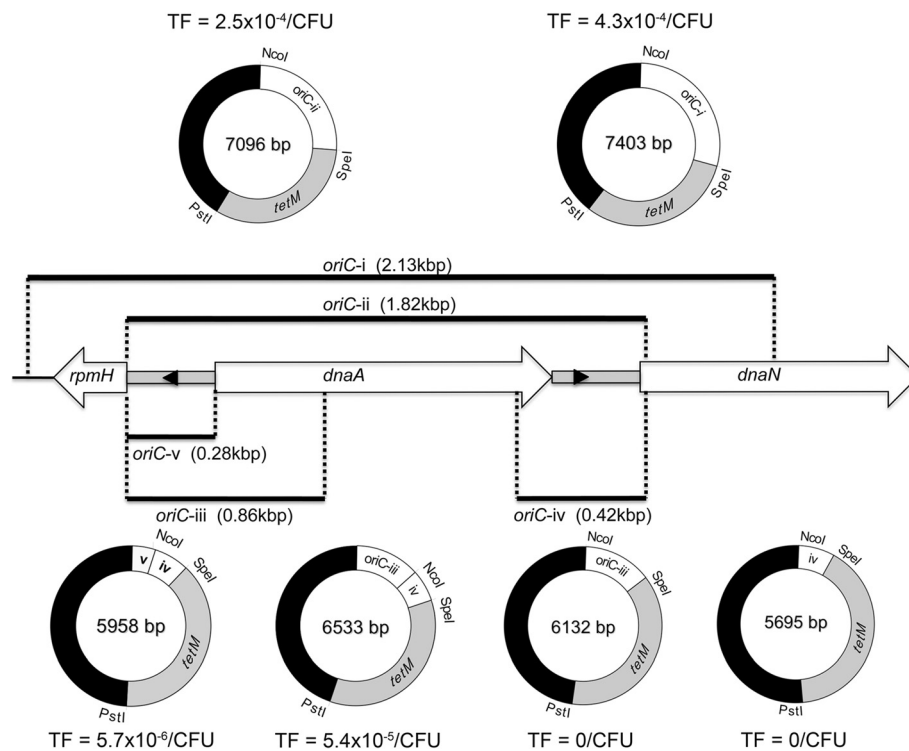 TF = 2.5x10⁻⁴/CFU
TF = 4.3x10⁻⁴/CFU
NcoI
oriC-ii
7096 bp
SpeI
tetM
PstI
NcoI
oriC-i
7403 bp
SpeI
tetM
PstI
oriC-i (2.13kbp)
oriC-ii (1.82kbp)
rpmH
dnaA
dnaN
oriC-v (0.28kbp)
oriC-iii (0.86kbp)
oriC-iv (0.42kbp)
NcoI
v
iv
SpeI
5958 bp
tetM
PstI
oriC-iii
NcoI
iv
SpeI
6533 bp
tetM
PstI
NcoI
oriC-iii
SpeI
6132 bp
tetM
PstI
NcoI
iv
SpeI
5695 bp
tetM
PstI
TF = 5.7x10⁻⁶/CFU
TF = 5.4x10⁻⁵/CFU
TF = 0/CFU
TF = 0/CFU